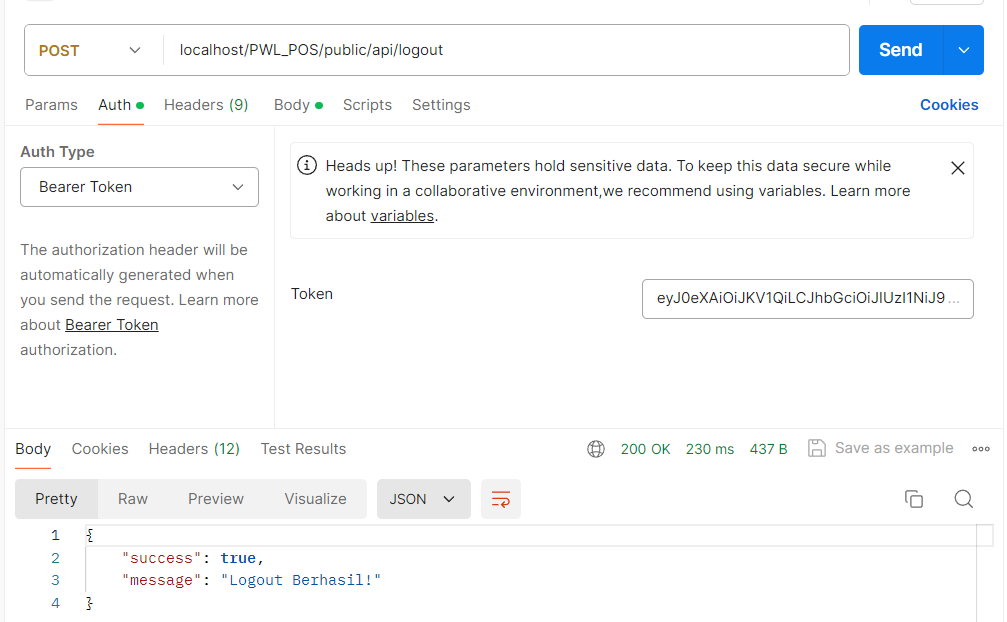 POST localhost/PWL_POS/public/api/logout Send
Params Auth Headers (9) Body Scripts Settings Cookies
Auth Type
Bearer Token
The authorization header will be
automatically generated when
you send the request. Learn more
about Bearer Token
authorization.
Heads up! These parameters hold sensitive data. To keep this data secure while
working in a collaborative environment,we recommend using variables. Learn more
about variables.
Token eyJ0eXAiOiJKV1QiLCJhbGciOiJIUzI1NiJ9 ...
Body Cookies Headers (12) Test Results 200 OK 230 ms 437 B Save as example
Pretty Raw Preview Visualize JSON
1 {
2 "success": true,
3 "message": "Logout Berhasil!"
4 }